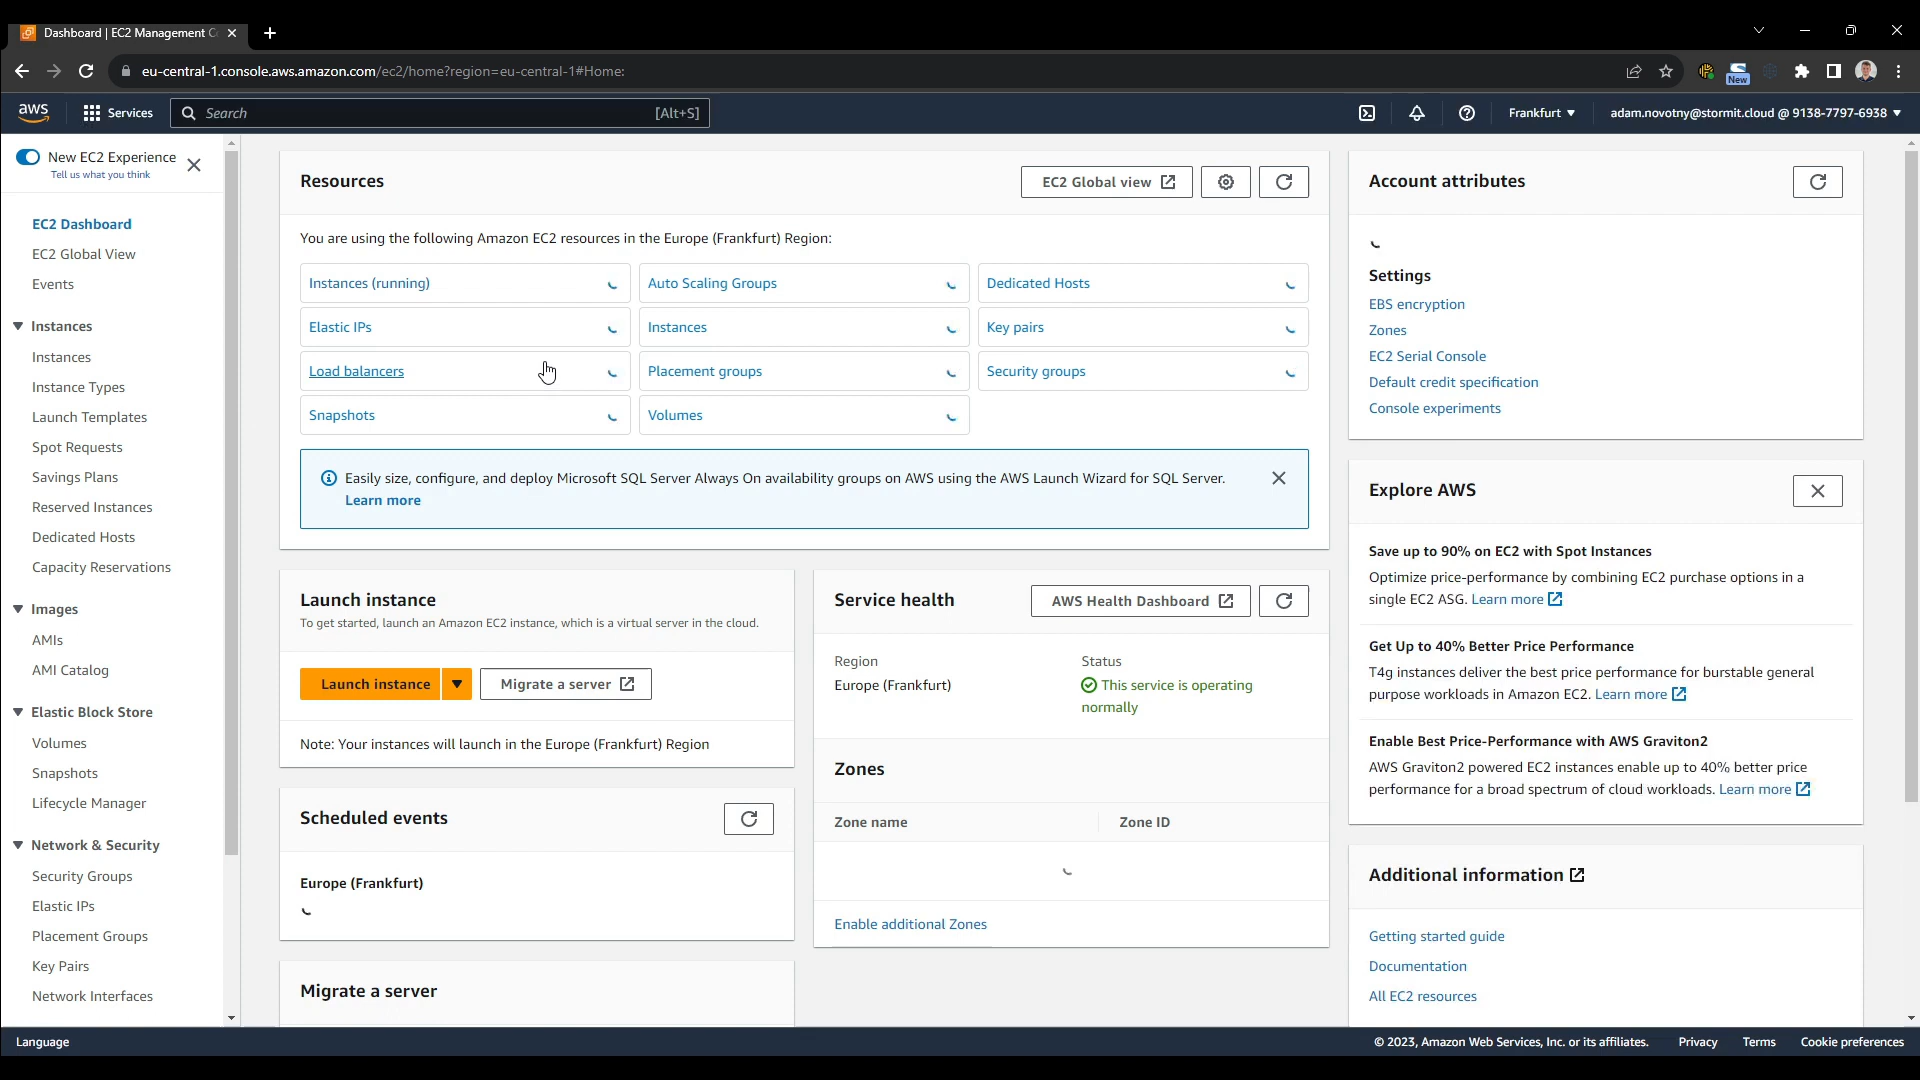 Dashboard | EC2 Management C
eu-central-1.console.aws.amazon.com/ec2/home?region=eu-central-1#Home:
New
aws
Services
Search
[Alt+S]
Frankfurt
adam.novotny@stormit.cloud @ 9138-7797-6938
New EC2 Experience
Tell us what you think
EC2 Dashboard
EC2 Global View
Events
Instances
Instances
Instance Types
Launch Templates
Spot Requests
Savings Plans
Reserved Instances
Dedicated Hosts
Capacity Reservations
Images
AMIs
AMI Catalog
Elastic Block Store
Volumes
Snapshots
Lifecycle Manager
Network & Security
Security Groups
Elastic IPs
Placement Groups
Key Pairs
Network Interfaces
Resources
EC2 Global view
You are using the following Amazon EC2 resources in the Europe (Frankfurt) Region:
Instances (running)
Auto Scaling Groups
Dedicated Hosts
Elastic IPs
Instances
Key pairs
Load balancers
Placement groups
Security groups
Snapshots
Volumes
Easily size, configure, and deploy Microsoft SQL Server Always On availability groups on AWS using the AWS Launch Wizard for SQL Server.
Learn more
Launch instance
To get started, launch an Amazon EC2 instance, which is a virtual server in the cloud.
Launch instance
Migrate a server
Note: Your instances will launch in the Europe (Frankfurt) Region
Scheduled events
Europe (Frankfurt)
Migrate a server
Service health
AWS Health Dashboard
Region
Europe (Frankfurt)
Status
This service is operating
normally
Zones
Zone name
Zone ID
Enable additional Zones
Account attributes
Settings
EBS encryption
Zones
EC2 Serial Console
Default credit specification
Console experiments
Explore AWS
Save up to 90% on EC2 with Spot Instances
Optimize price-performance by combining EC2 purchase options in a
single EC2 ASG. Learn more
Get Up to 40% Better Price Performance
T4g instances deliver the best price performance for burstable general
purpose workloads in Amazon EC2. Learn more
Enable Best Price-Performance with AWS Graviton2
AWS Graviton2 powered EC2 instances enable up to 40% better price
performance for a broad spectrum of cloud workloads. Learn more
Additional information
Getting started guide
Documentation
All EC2 resources
Language
© 2023, Amazon Web Services, Inc. or its affiliates.
Privacy
Terms
Cookie preferences